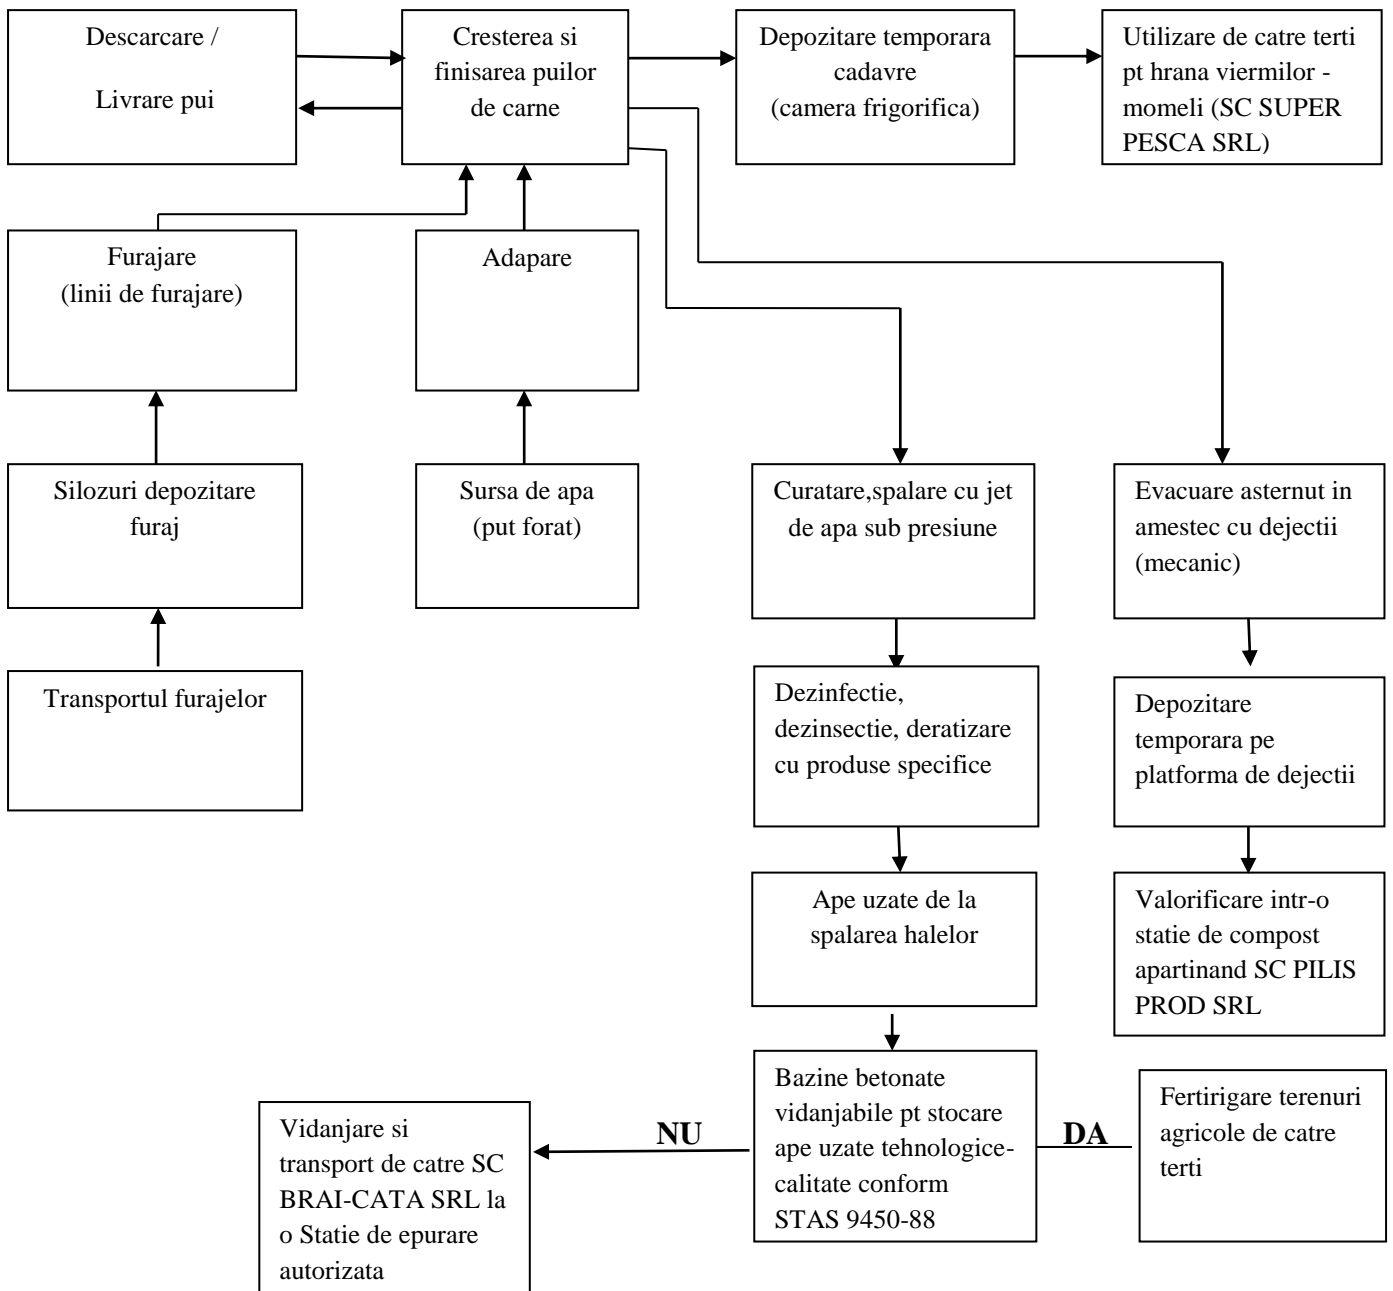 Descarcare /
Livrare pui
Cresterea si
finisarea puilor
de carne
Depozitare temporara
cadavre
(camera frigorifica)
Utilizare de catre terti
pt hrana viermilor -
momeli (SC SUPER
PESCA SRL)
Furajare
(linii de furajare)
Adapare
Silozuri depozitare
furaj
Sursa de apa
(put forat)
Curatare,spalare cu jet
de apa sub presiune
Evacuare asternut in
amestec cu dejectii
(mecanic)
Transportul furajelor
Dezinfectie,
dezinsectie, deratizare
cu produse specifice
Depozitare
temporara pe
platforma de dejectii
Ape uzate de la
spalarea halelor
Valorificare intr-o
statie de compost
apartinand SC PILIS
PROD SRL
Vidanjare si
transport de catre SC
BRAI-CATA SRL la
o Statie de epurare
autorizata
NU
Bazine betonate
vidanjabile pt stocare
ape uzate tehnologice-
calitate conform
STAS 9450-88
DA
Fertirigare terenuri
agricole de catre
terti